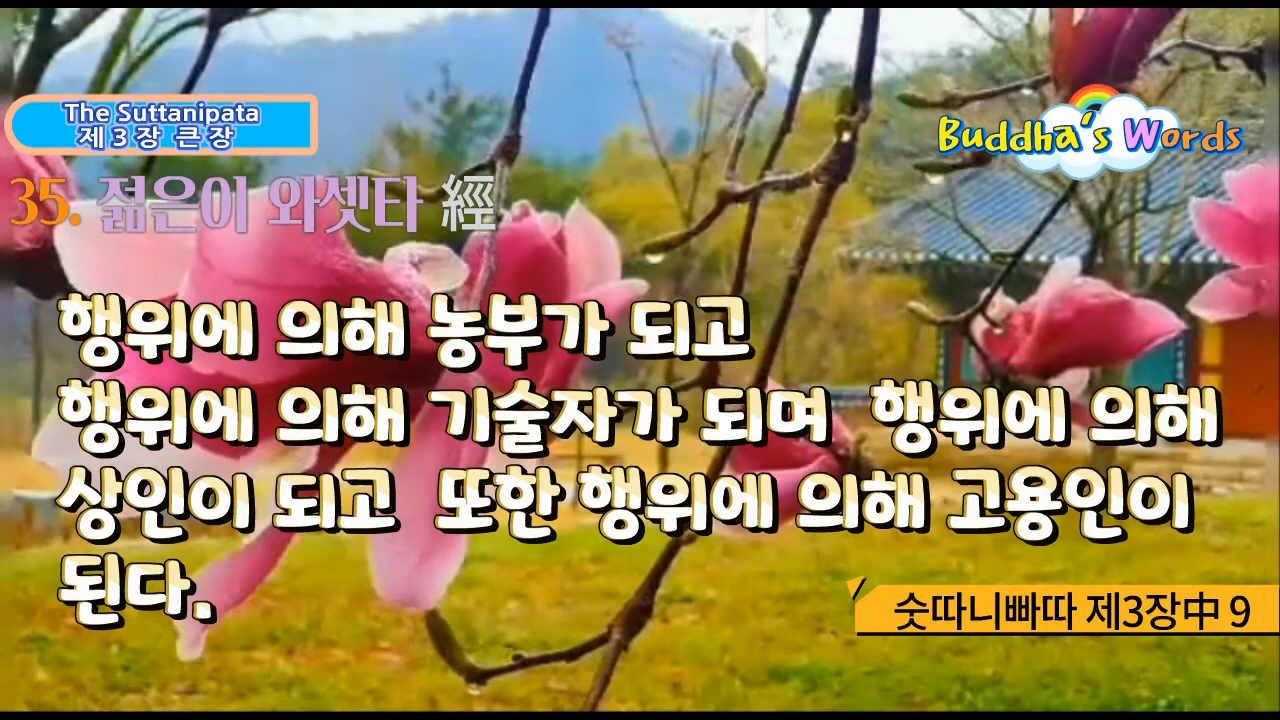 The Suttanipata
제 3 장 큰 장
Buddha's Words
35. 젊은이 와셋타 經
행위에 의해 농부가 되고
행위에 의해 기술자가 되며 행위에 의해
상인이 되고 또한 행위에 의해 고용인이
된다.
숫따니빠따 제3장中 9